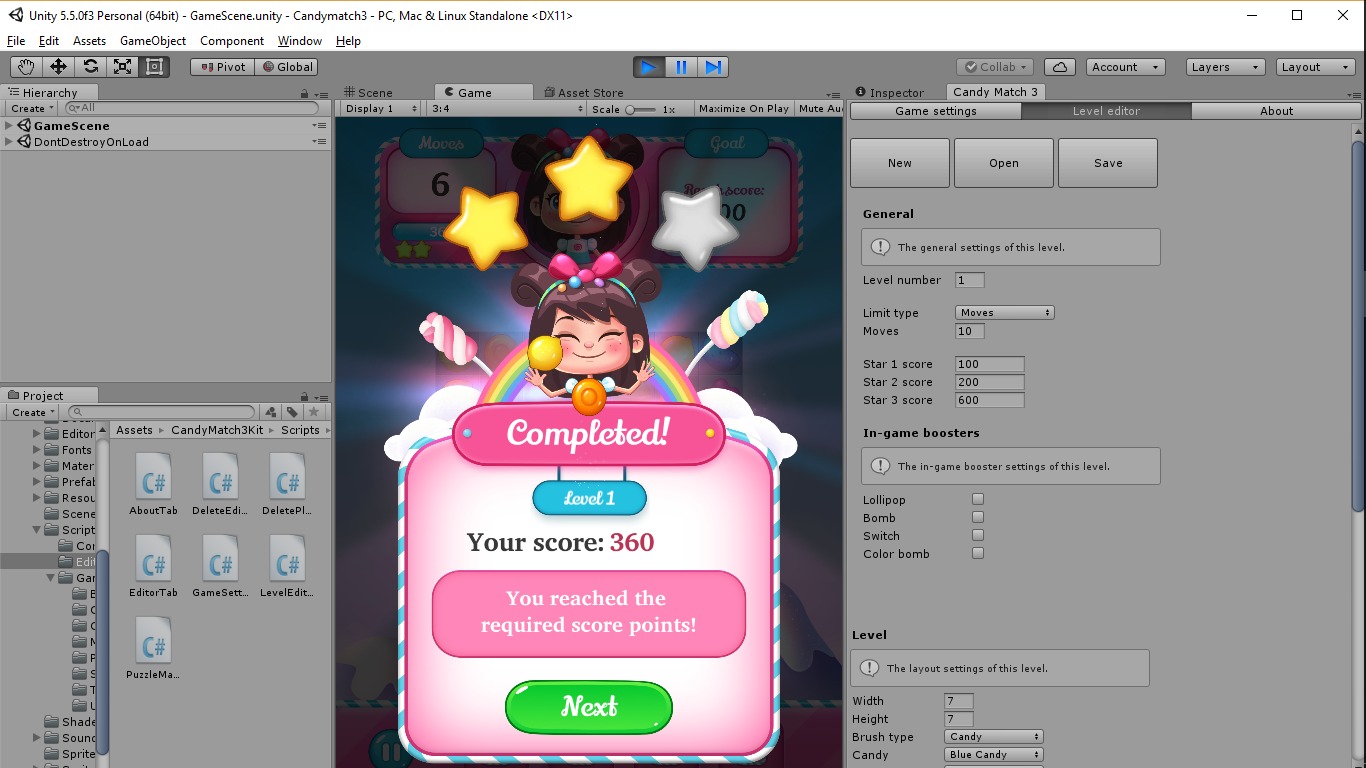 Unity 5.5.0f3 Personal (64bit) - GameScene.unity - Candymatch3 - PC, Mac & Linux Standalone <DX11>
File Edit Assets GameObject Component Window Help
Pivot Global Collab Account Layers Layout
Hierarchy
Create All
GameScene
DontDestroyOnLoad
Project
Create
Editor
Fonts
Mater
Prefab
Resou
Scene
Script
Cor
Edit
Gar
Shade
Sound
Sprite
Assets CandyMatch3Kit Scripts
AboutTab DeleteEdi... DeletePl...
EditorTab GameSett... LevelEdit...
PuzzleMa...
Scene Game Asset Store
Display 1 3:4 Scale 1x Maximize On Play Mute Au
Moves
6
Goal
score:
Completed!
Level 1
Your score: 360
You reached the
required score points!
Next
Inspector Candy Match 3
Game settings Level editor About
New Open Save
General
The general settings of this level.
Level number 1
Limit type Moves
Moves 10
Star 1 score 100
Star 2 score 200
Star 3 score 600
In-game boosters
The in-game booster settings of this level.
Lollipop
Bomb
Switch
Color bomb
Level
The layout settings of this level.
Width 7
Height 7
Brush type Candy
Candy Blue Candy